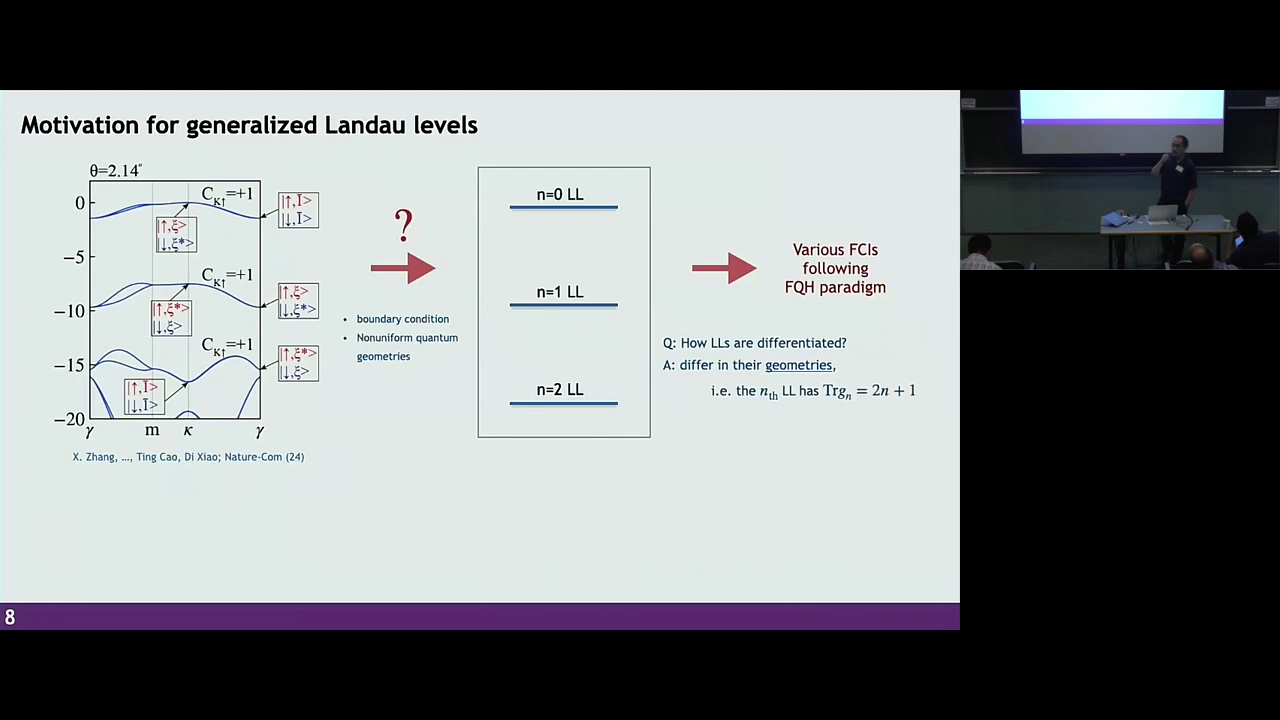 Motivation for generalized Landau levels
θ=2.14°
0
−5
−10
−15
−20
C_K↑=+1
|↑,Ī>
|↓,Ī>
|↑,ξ>
|↓,ξ*>
C_K↑=+1
|↑,ξ>
|↓,ξ*>
|↑,ξ*>
|↓,ξ>
C_K↑=+1
|↑,ξ*>
|↓,ξ>
|↑,Ī>
|↓,Ī>
γ m κ γ
X. Zhang, …, Ting Cao, Di Xiao; Nature-Com (24)
?
• boundary condition
• Nonuniform quantum
geometries
n=0 LL
n=1 LL
n=2 LL
Various FCIs
following
FQH paradigm
Q: How LLs are differentiated?
A: differ in their geometries,
i.e. the n_th LL has Trg_n = 2n + 1
8